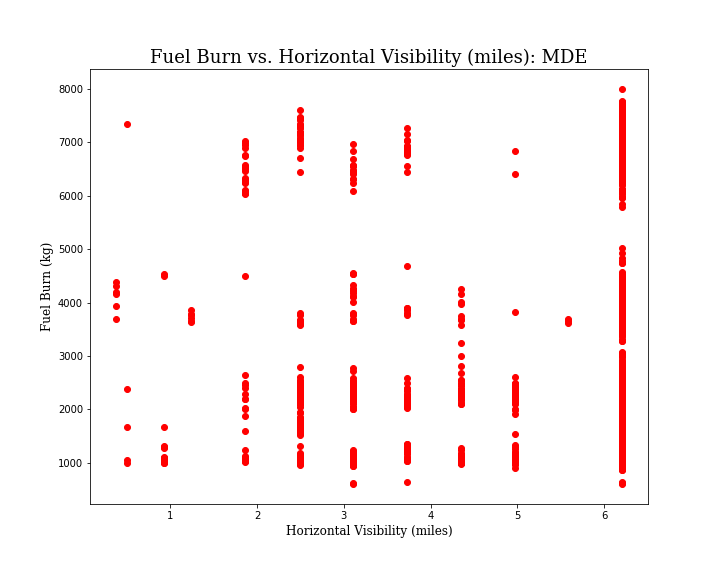 Fuel Burn vs. Horizontal Visibility (miles): MDE
Fuel Burn (kg)
8000
7000
6000
5000
4000
3000
2000
1000
1 2 3 4 5 6
Horizontal Visibility (miles)